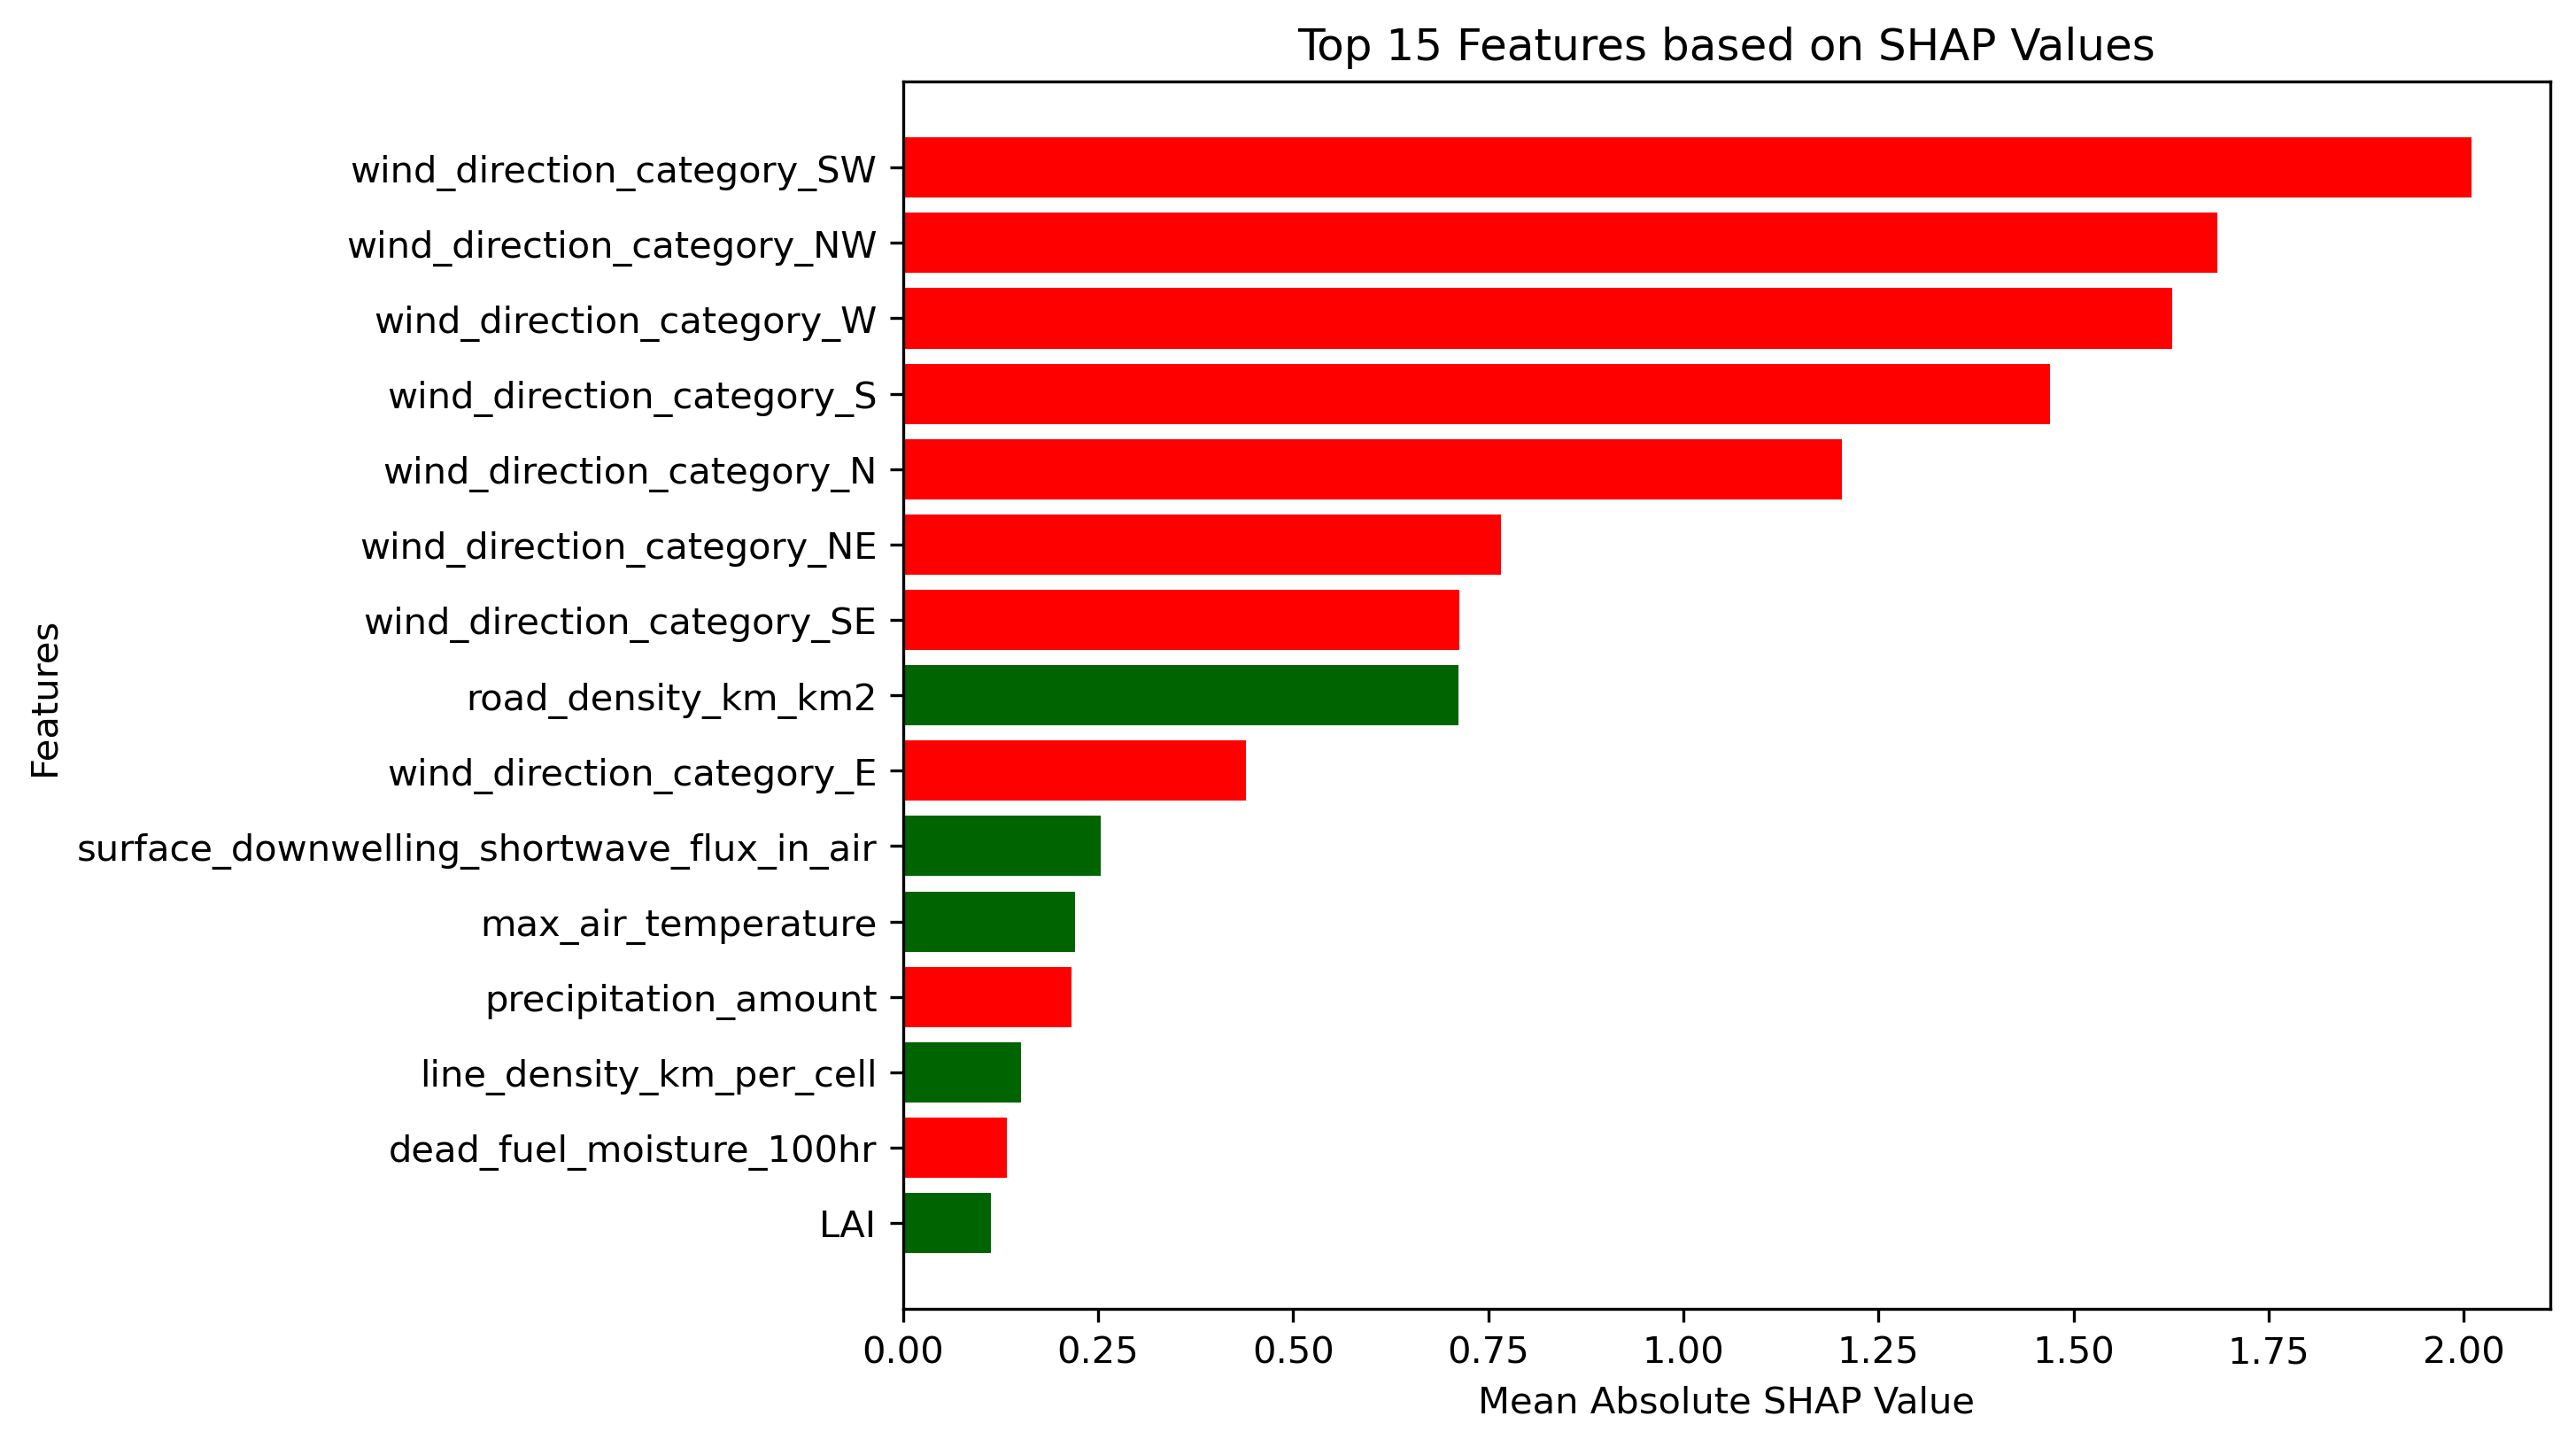 Top 15 Features based on SHAP Values
Features
wind_direction_category_SW
wind_direction_category_NW
wind_direction_category_W
wind_direction_category_S
wind_direction_category_N
wind_direction_category_NE
wind_direction_category_SE
road_density_km_km2
wind_direction_category_E
surface_downwelling_shortwave_flux_in_air
max_air_temperature
precipitation_amount
line_density_km_per_cell
dead_fuel_moisture_100hr
LAI
0.00 0.25 0.50 0.75 1.00 1.25 1.50 1.75 2.00
Mean Absolute SHAP Value